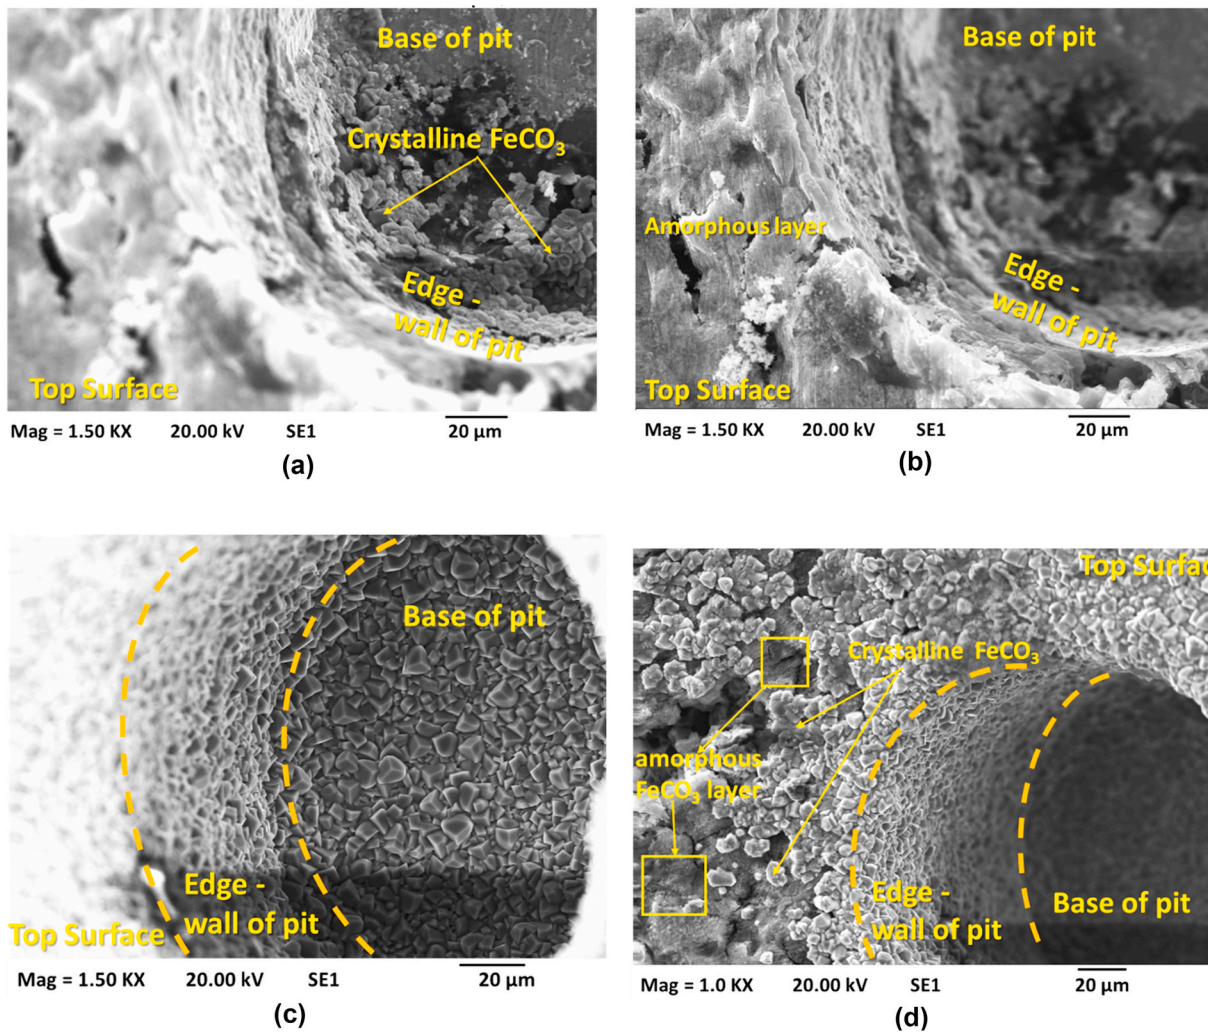 Base of pit
Crystalline FeCO₃
Edge -
wall of pit
Top Surface
Mag = 1.50 KX 20.00 kV SE1 20 µm
(a)
Base of pit
Amorphous layer
Edge -
wall of pit
Top Surface
Mag = 1.50 KX 20.00 kV SE1 20 µm
(b)
Base of pit
Edge -
wall of pit
Top Surface
Mag = 1.50 KX 20.00 kV SE1 20 µm
(c)
Top Surfac
Crystalline FeCO₃
amorphous
FeCO₃ layer
Edge -
wall of pit
Base of pit
Mag = 1.0 KX 20.00 kV SE1 20 µm
(d)